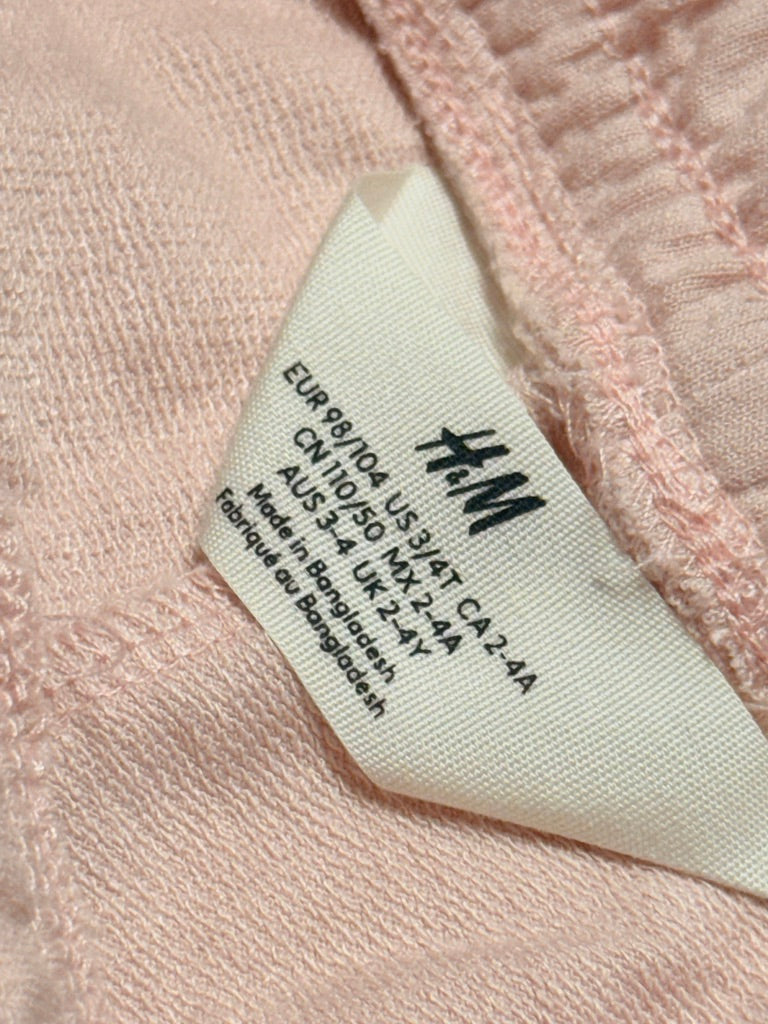 H&M
EUR 98/104 US 3/4T CA 2-4A
CN 110/50 MX 2-4A
AUS 3-4 UK 2-4Y
Made in Bangladesh
Fabriqué au Bangladesh